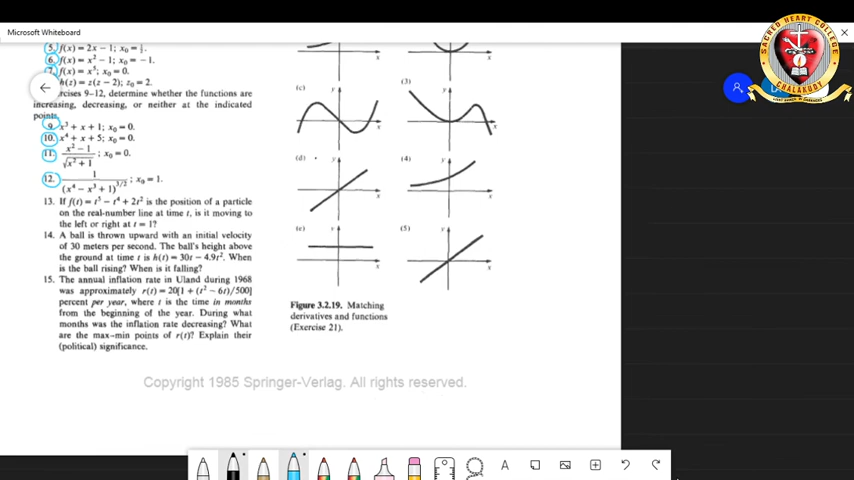 Microsoft Whiteboard
5. f(x) = 2x − 1; x₀ = ½.
6. f(x) = x² − 1; x₀ = −1.
7. f(x) = x³; x₀ = 0.
h(z) = z(z − 2); z₀ = 2.
rcises 9–12, determine whether the functions are
increasing, decreasing, or neither at the indicated
points.
9. x³ + x + 1; x₀ = 0.
10. x⁴ + x + 5; x₀ = 0.
11. (x² − 1)/√(x² + 1); x₀ = 0.
12. 1/(x⁴ − x³ + 1)^(3/2); x₀ = 1.
13. If f(t) = t⁵ − t⁴ + 2t² is the position of a particle
on the real-number line at time t, is it moving to
the left or right at t = 1?
14. A ball is thrown upward with an initial velocity
of 30 meters per second. The ball's height above
the ground at time t is h(t) = 30t − 4.9t². When
is the ball rising? When is it falling?
15. The annual inflation rate in Uland during 1968
was approximately r(t) = 20[1 + (t² − 6t)/500]
percent per year, where t is the time in months
from the beginning of the year. During what
months was the inflation rate decreasing? What
are the max–min points of r(t)? Explain their
(political) significance.
x
x
(c)
y
x
(3)
y
x
(d)
y
x
(4)
y
x
(e)
y
x
(5)
y
x
Figure 3.2.19. Matching
derivatives and functions
(Exercise 21).
Copyright 1985 Springer-Verlag. All rights reserved.
SACRED HEART COLLEGE
CHALAKUDY
A